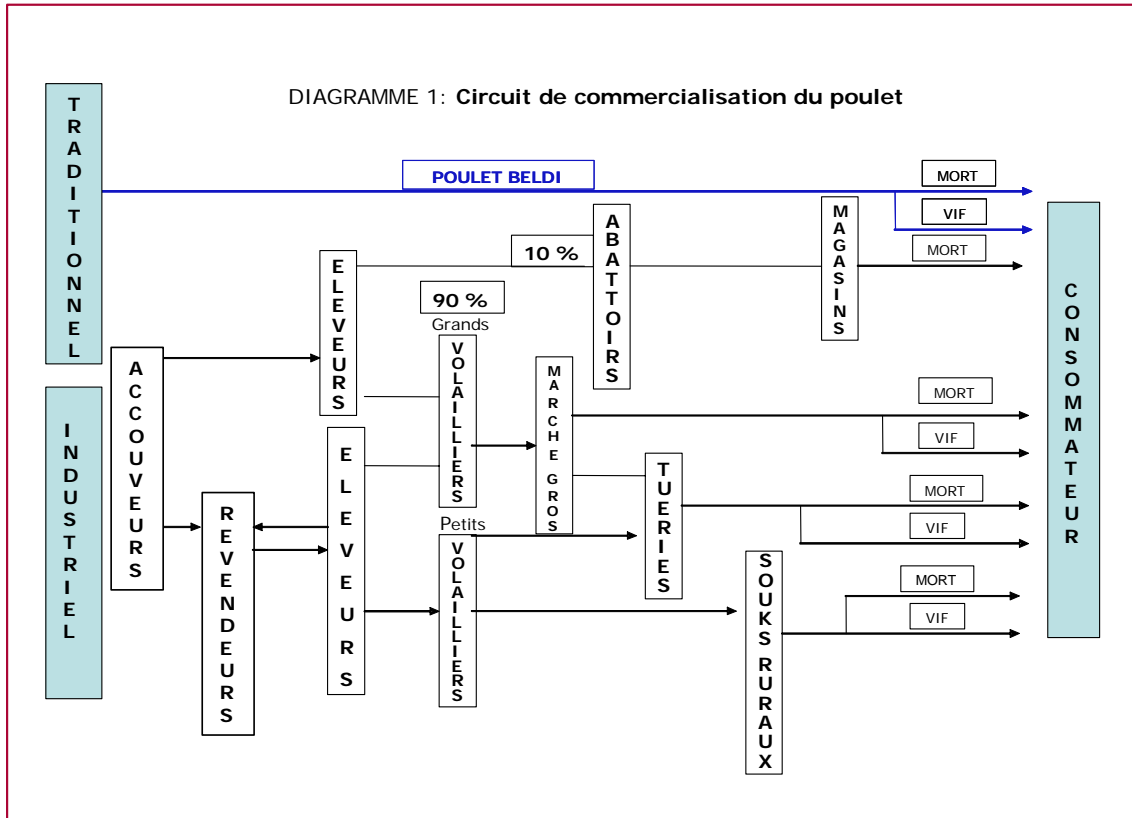 DIAGRAMME 1: Circuit de commercialisation du poulet
TRADITIONNEL
POULET BELDI
MORT
VIF
MORT
ABATTOIRS
MAGASINS
10 %
ELEVEURS
90 %
Grands
VOLAILLIERS
CONSOMMATEUR
ACCOUVEURS
MARCHE GROS
INDUSTRIEL
MORT
VIF
ELEVEURS
TUERIES
REVENDEURS
MORT
VIF
Petits
VOLAILLIERS
SOUKS RURAUX
MORT
VIF